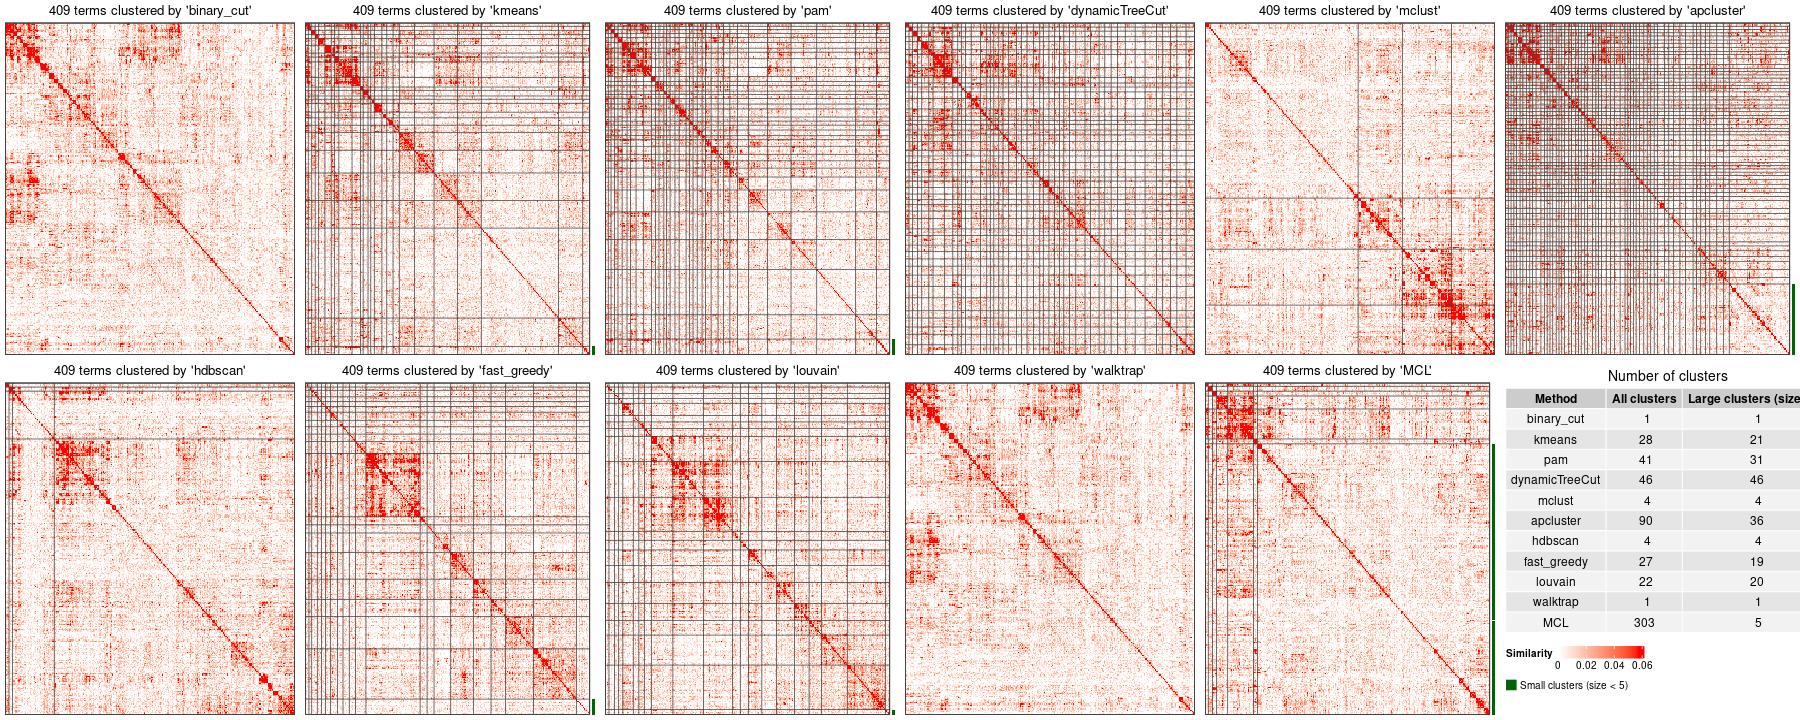 409 terms clustered by 'binary_cut'
409 terms clustered by 'kmeans'
409 terms clustered by 'pam'
409 terms clustered by 'dynamicTreeCut'
409 terms clustered by 'mclust'
409 terms clustered by 'apcluster'
409 terms clustered by 'hdbscan'
409 terms clustered by 'fast_greedy'
409 terms clustered by 'louvain'
409 terms clustered by 'walktrap'
409 terms clustered by 'MCL'
Number of clusters
Method All clusters Large clusters (size
binary_cut 1 1
kmeans 28 21
pam 41 31
dynamicTreeCut 46 46
mclust 4 4
apcluster 90 36
hdbscan 4 4
fast_greedy 27 19
louvain 22 20
walktrap 1 1
MCL 303 5
Similarity
0 0.02 0.04 0.06
Small clusters (size < 5)